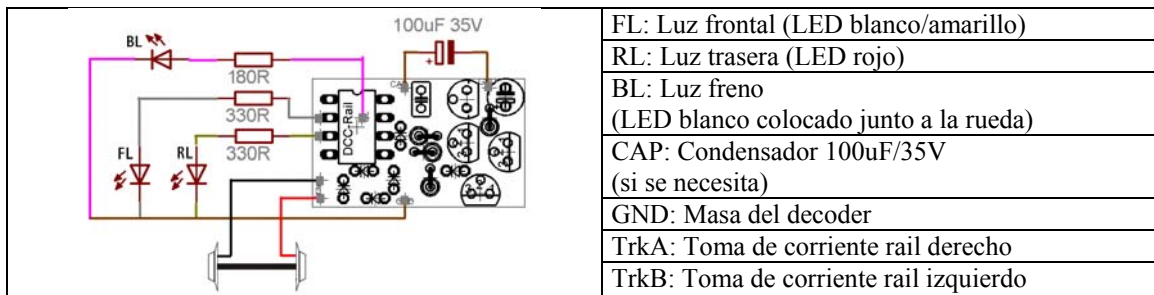 100uF 35V
BL
180R
330R
330R
FL
RL
DCC-Rail
FL: Luz frontal (LED blanco/amarillo)
RL: Luz trasera (LED rojo)
BL: Luz freno
(LED blanco colocado junto a la rueda)
CAP: Condensador 100uF/35V
(si se necesita)
GND: Masa del decoder
TrkA: Toma de corriente rail derecho
TrkB: Toma de corriente rail izquierdo